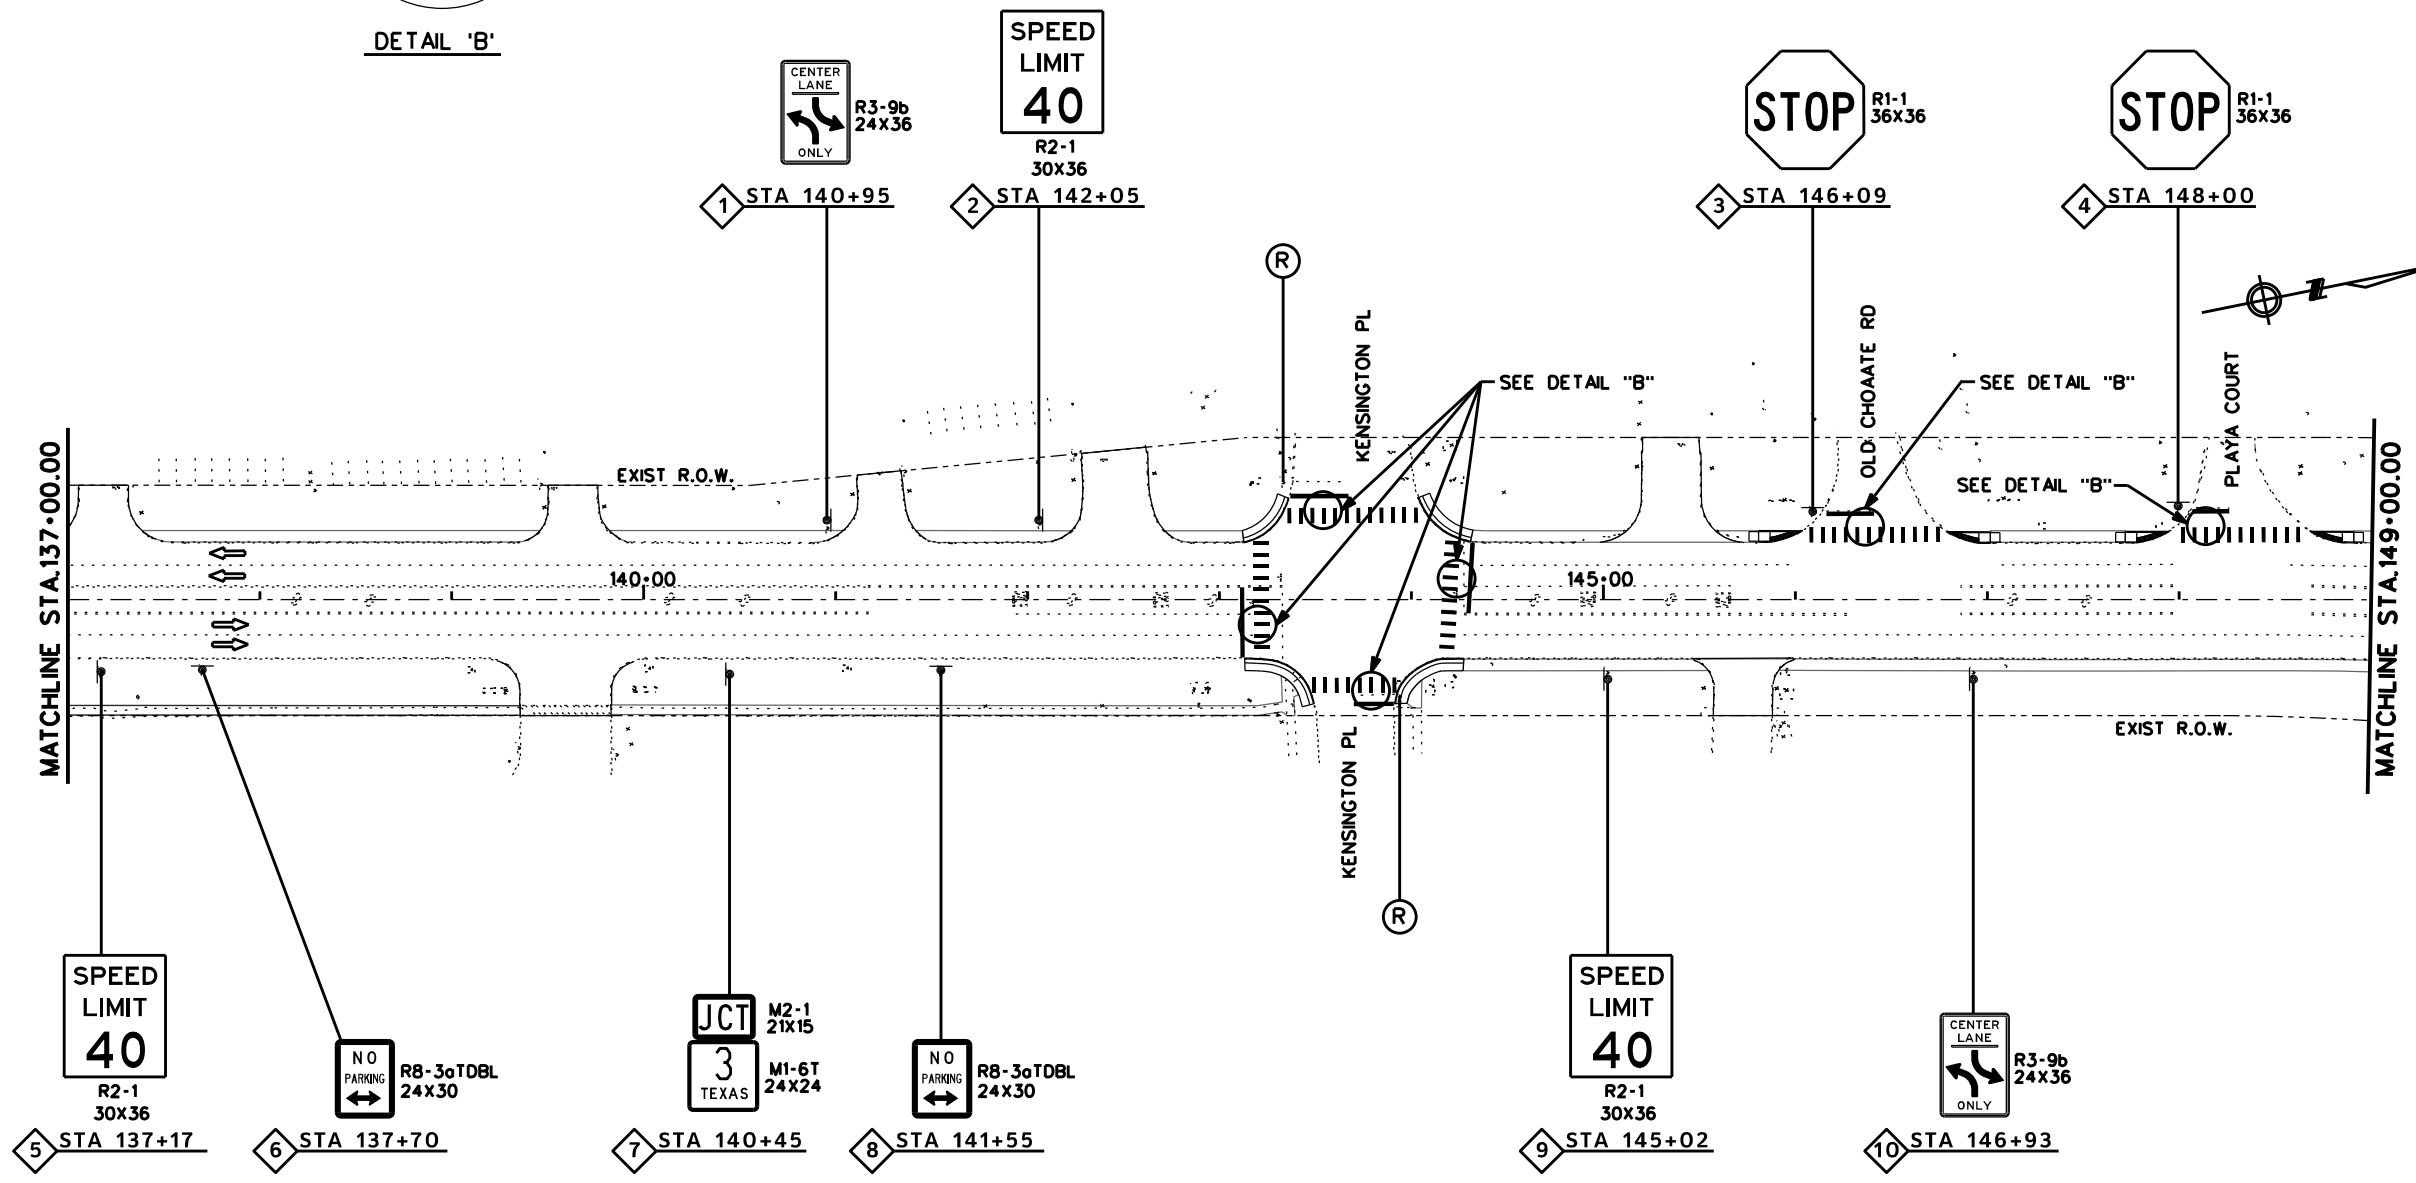 DETAIL 'B'
CENTER
LANE
ONLY
R3-9b
24X36
1 STA 140+95
SPEED
LIMIT
40
R2-1
30X36
2 STA 142+05
STOP
R1-1
36X36
3 STA 146+09
STOP
R1-1
36X36
4 STA 148+00
R
N
KENSINGTON PL
SEE DETAIL "B"
OLD CHOAATE RD
SEE DETAIL "B"
PLAYA COURT
SEE DETAIL "B"
MATCHLINE STA.137+00.00
EXIST R.O.W.
140+00
145+00
MATCHLINE STA.149+00.00
EXIST R.O.W.
KENSINGTON PL
R
SPEED
LIMIT
40
R2-1
30X36
5 STA 137+17
NO
PARKING
R8-3aTDBL
24X30
6 STA 137+70
JCT
M2-1
21X15
3
TEXAS
M1-6T
24X24
7 STA 140+45
NO
PARKING
R8-3aTDBL
24X30
8 STA 141+55
SPEED
LIMIT
40
R2-1
30X36
9 STA 145+02
CENTER
LANE
ONLY
R3-9b
24X36
10 STA 146+93